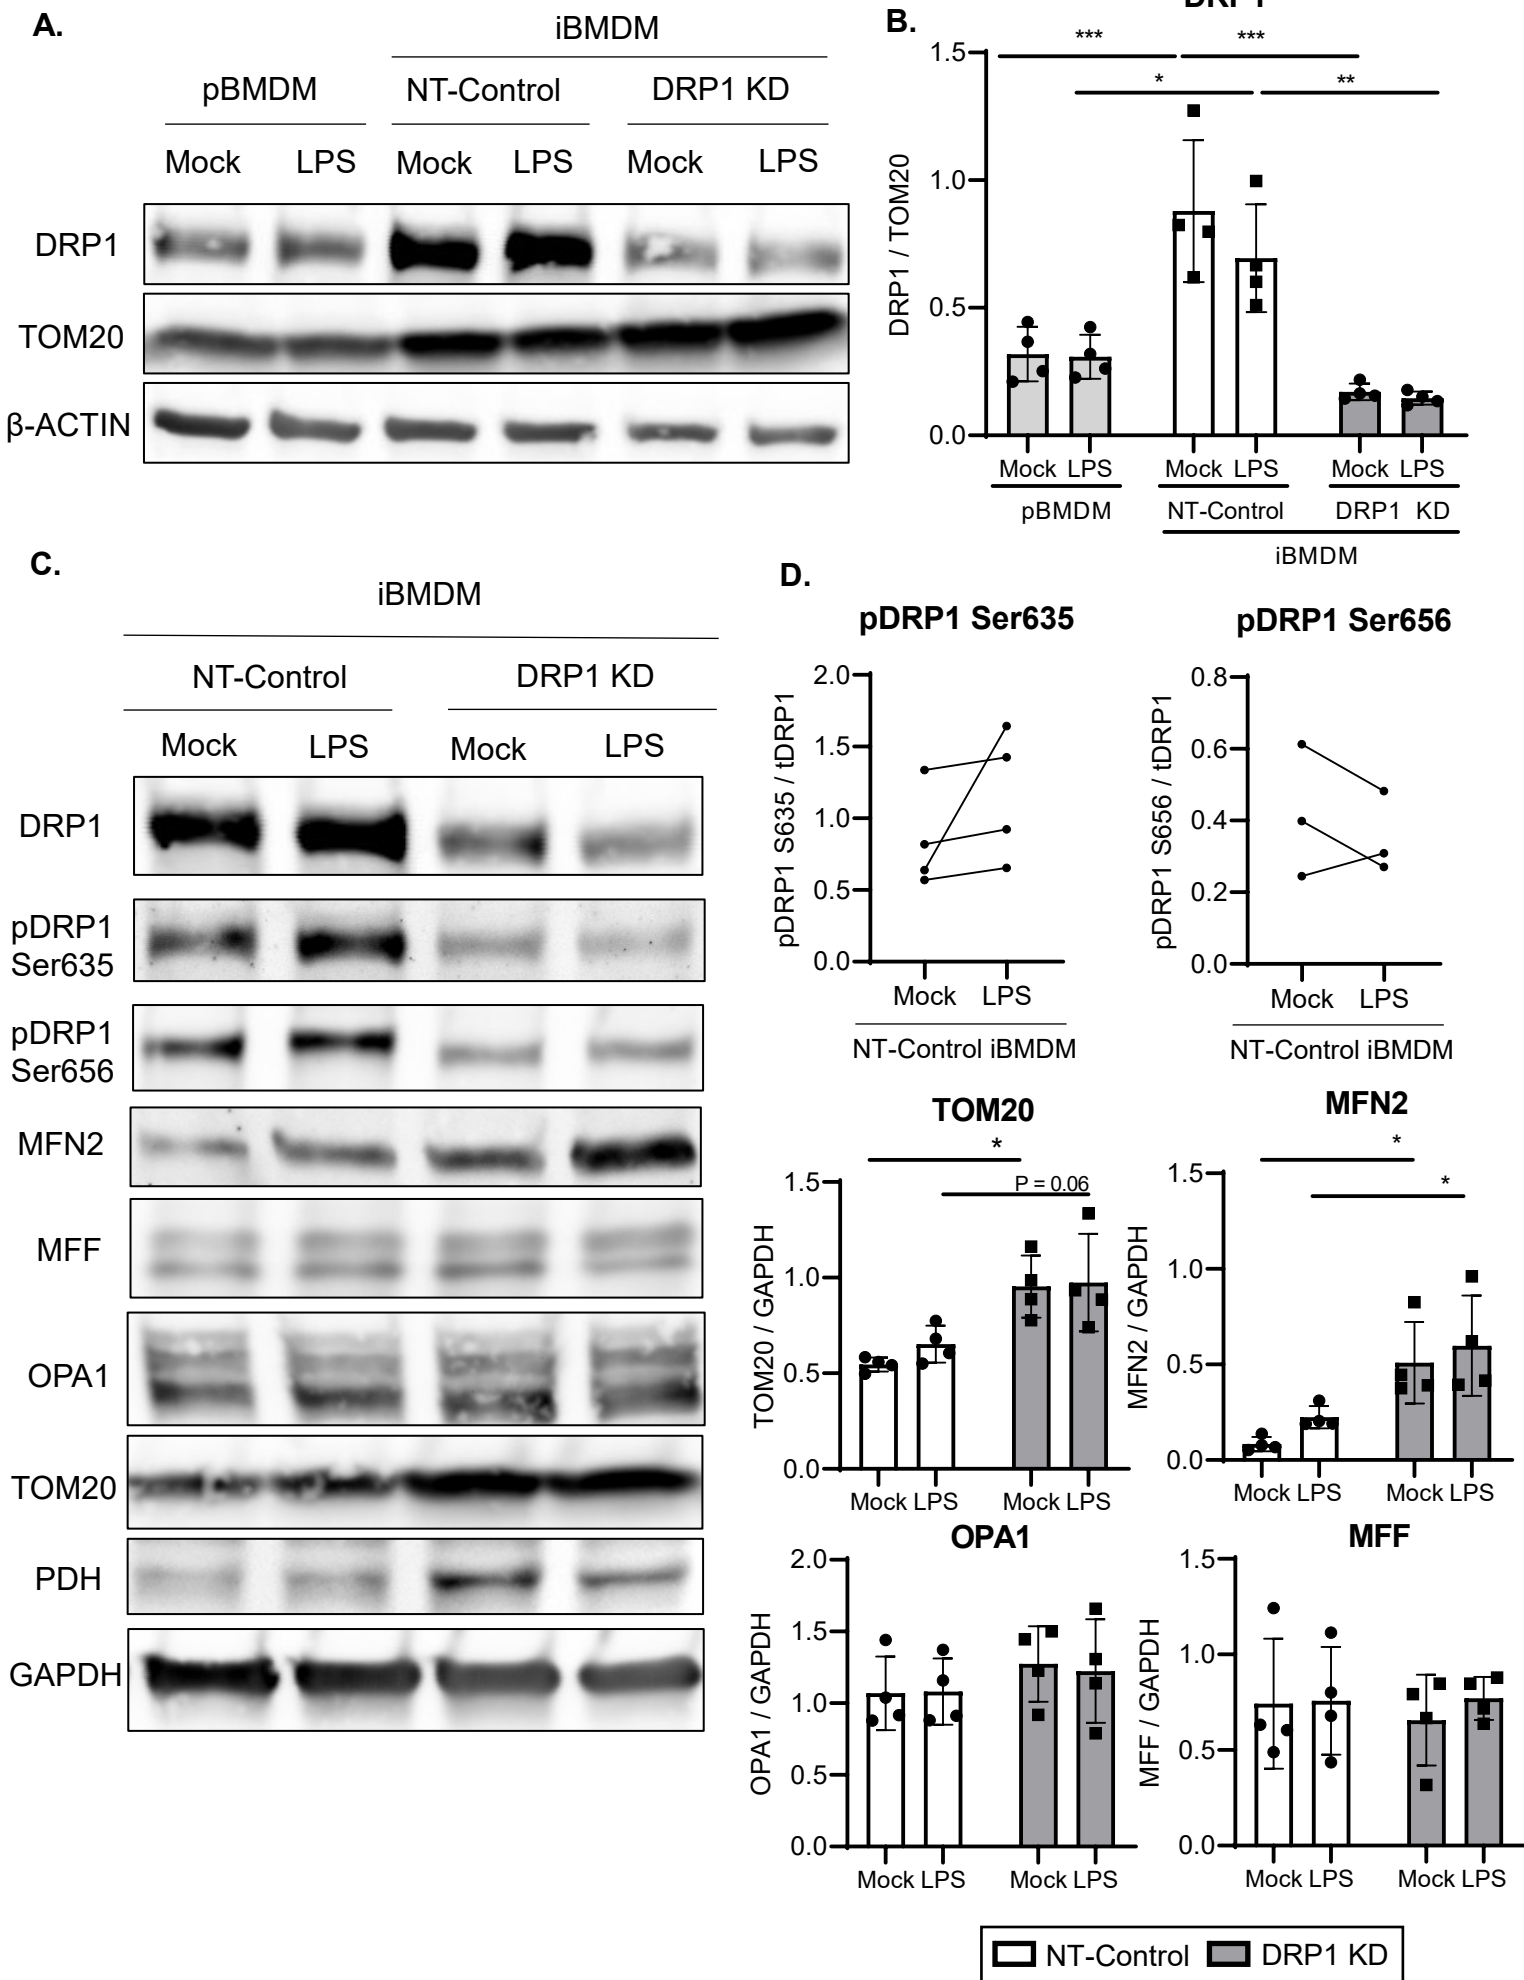 A.
iBMDM
pBMDM NT-Control DRP1 KD
Mock LPS Mock LPS Mock LPS
DRP1
TOM20
β-ACTIN
B.
*** ***
* **
DRP1 / TOM20
1.5
1.0
0.5
0.0
Mock LPS Mock LPS Mock LPS
pBMDM NT-Control DRP1 KD
iBMDM
C.
iBMDM
NT-Control DRP1 KD
Mock LPS Mock LPS
DRP1
pDRP1
Ser635
pDRP1
Ser656
MFN2
MFF
OPA1
TOM20
PDH
GAPDH
D.
pDRP1 Ser635
pDRP1 S635 / tDRP1
2.0
1.5
1.0
0.5
0.0
Mock LPS
NT-Control iBMDM
pDRP1 Ser656
pDRP1 S656 / tDRP1
0.8
0.6
0.4
0.2
0.0
Mock LPS
NT-Control iBMDM
TOM20
*
P = 0.06
TOM20 / GAPDH
1.5
1.0
0.5
0.0
Mock LPS Mock LPS
MFN2
*
*
MFN2 / GAPDH
1.5
1.0
0.5
0.0
Mock LPS Mock LPS
OPA1
OPA1 / GAPDH
2.0
1.5
1.0
0.5
0.0
Mock LPS Mock LPS
MFF
MFF / GAPDH
1.5
1.0
0.5
0.0
Mock LPS Mock LPS
NT-Control DRP1 KD